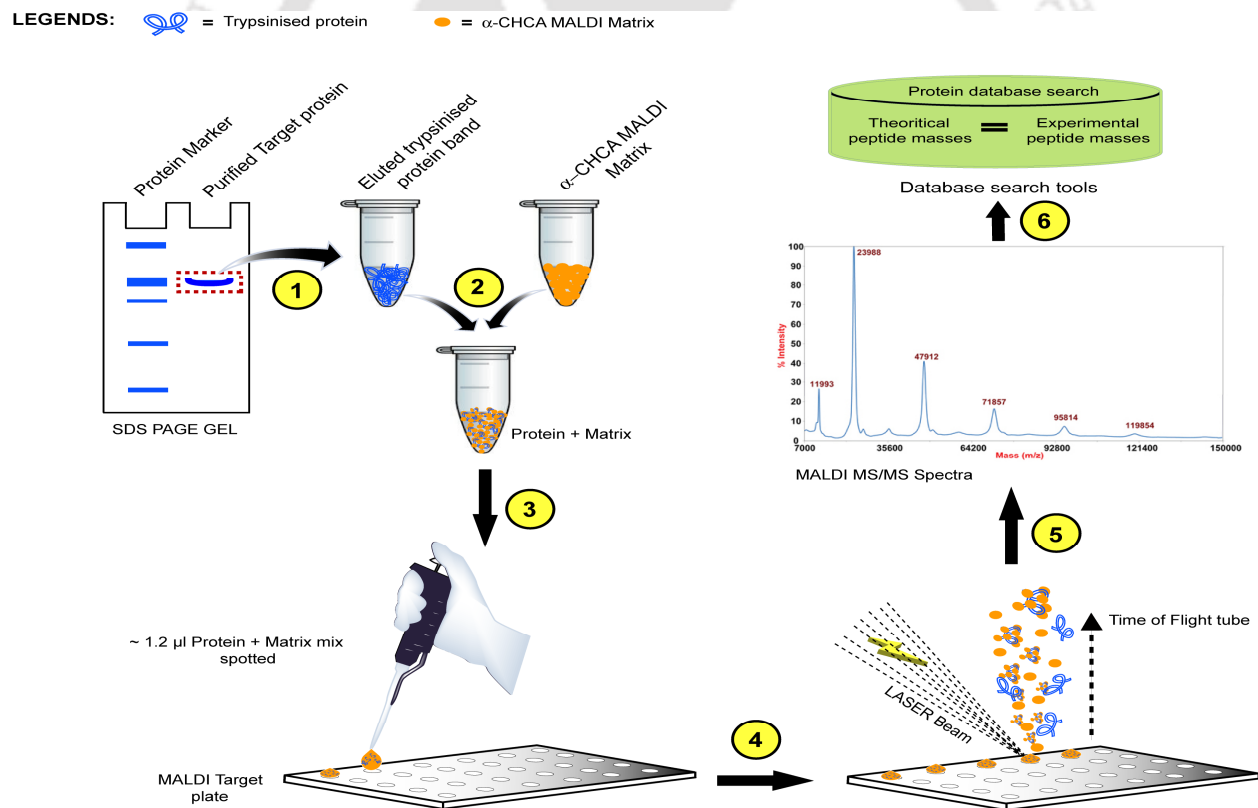 LEGENDS:
= Trypsinised protein
= α-CHCA MALDI Matrix
Protein Marker
Purified Target protein
Eluted trypsinised
protein band
α–CHCA MALDI
Matrix
1
2
SDS PAGE GEL
Protein + Matrix
3
~ 1.2 µl Protein + Matrix mix
spotted
MALDI Target
plate
4
LASER Beam
Time of Flight tube
5
MALDI MS/MS Spectra
% Intensity
100
90
80
70
60
50
40
30
20
10
0
11993
23988
47912
71857
95814
119854
7000 35600 64200 92800 121400 150000
Mass (m/z)
6
Database search tools
Protein database search
Theoritical = Experimental
peptide masses peptide masses